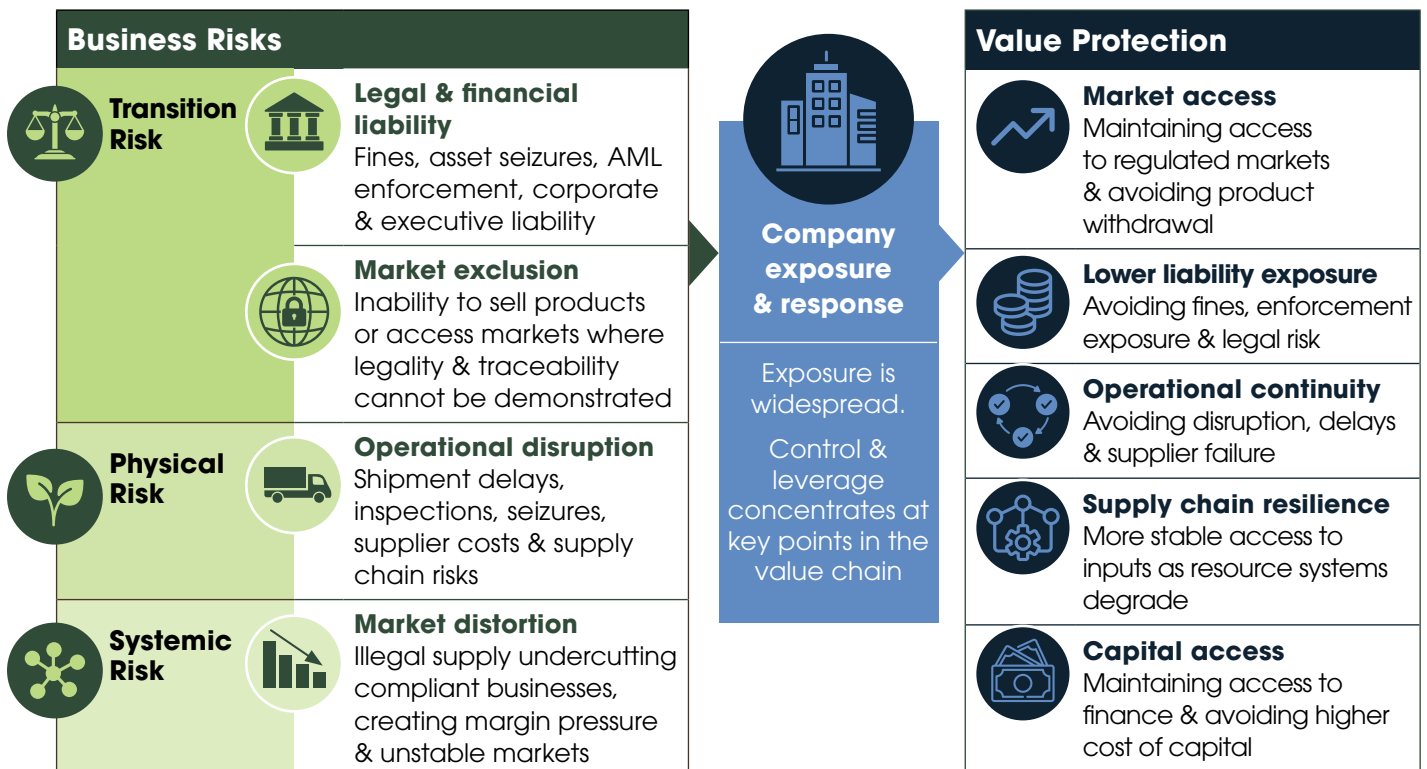 Business Risks
Transition
Risk
Legal & financial
liability
Fines, asset seizures, AML
enforcement, corporate
& executive liability
Market exclusion
Inability to sell products
or access markets where
legality & traceability
cannot be demonstrated
Physical
Risk
Operational disruption
Shipment delays,
inspections, seizures,
supplier costs & supply
chain risks
Systemic
Risk
Market distortion
Illegal supply undercutting
compliant businesses,
creating margin pressure
& unstable markets
Company
exposure
& response
Exposure is
widespread.
Control &
leverage
concentrates at
key points in the
value chain
Value Protection
Market access
Maintaining access
to regulated markets
& avoiding product
withdrawal
Lower liability exposure
Avoiding fines, enforcement
exposure & legal risk
Operational continuity
Avoiding disruption, delays
& supplier failure
Supply chain resilience
More stable access to
inputs as resource systems
degrade
Capital access
Maintaining access to
finance & avoiding higher
cost of capital